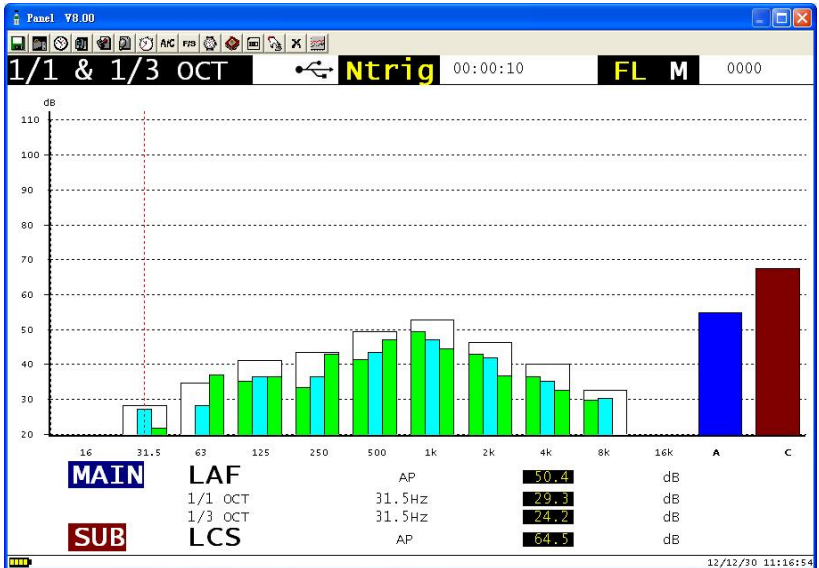 Panel V8.00
A/C F/S
1/1 & 1/3 OCT Ntrig 00:00:10 FL M 0000
dB
110
100
90
80
70
60
50
40
30
20
16 31.5 63 125 250 500 1k 2k 4k 8k 16k A C
MAIN LAF AP 50.4 dB
1/1 OCT 31.5Hz 29.3 dB
1/3 OCT 31.5Hz 24.2 dB
SUB LCS AP 64.5 dB
12/12/30 11:16:54